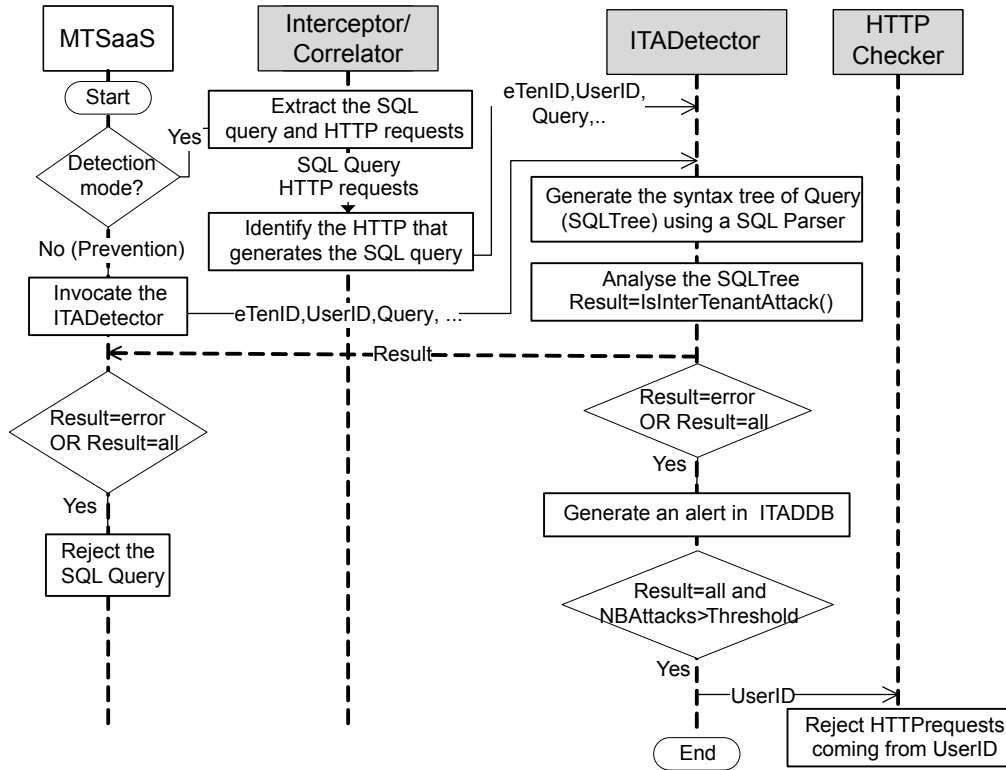 MTSaaS
Interceptor/
Correlator
ITADetector
HTTP
Checker
Start
Extract the SQL
query and HTTP requests
eTenID,UserID,
Query,..
Yes
Detection
mode?
SQL Query
HTTP requests
Generate the syntax tree of Query
(SQLTree) using a SQL Parser
Identify the HTTP that
generates the SQL query
No (Prevention)
Analyse the SQLTree
Result=IsInterTenantAttack()
Invocate the
ITADetector
eTenID,UserID,Query, ...
Result
Result=error
OR Result=all
Result=error
OR Result=all
Yes
Yes
Generate an alert in ITADDB
Reject the
SQL Query
Result=all and
NBAttacks>Threshold
Yes
UserID
Reject HTTPrequests
coming from UserID
End